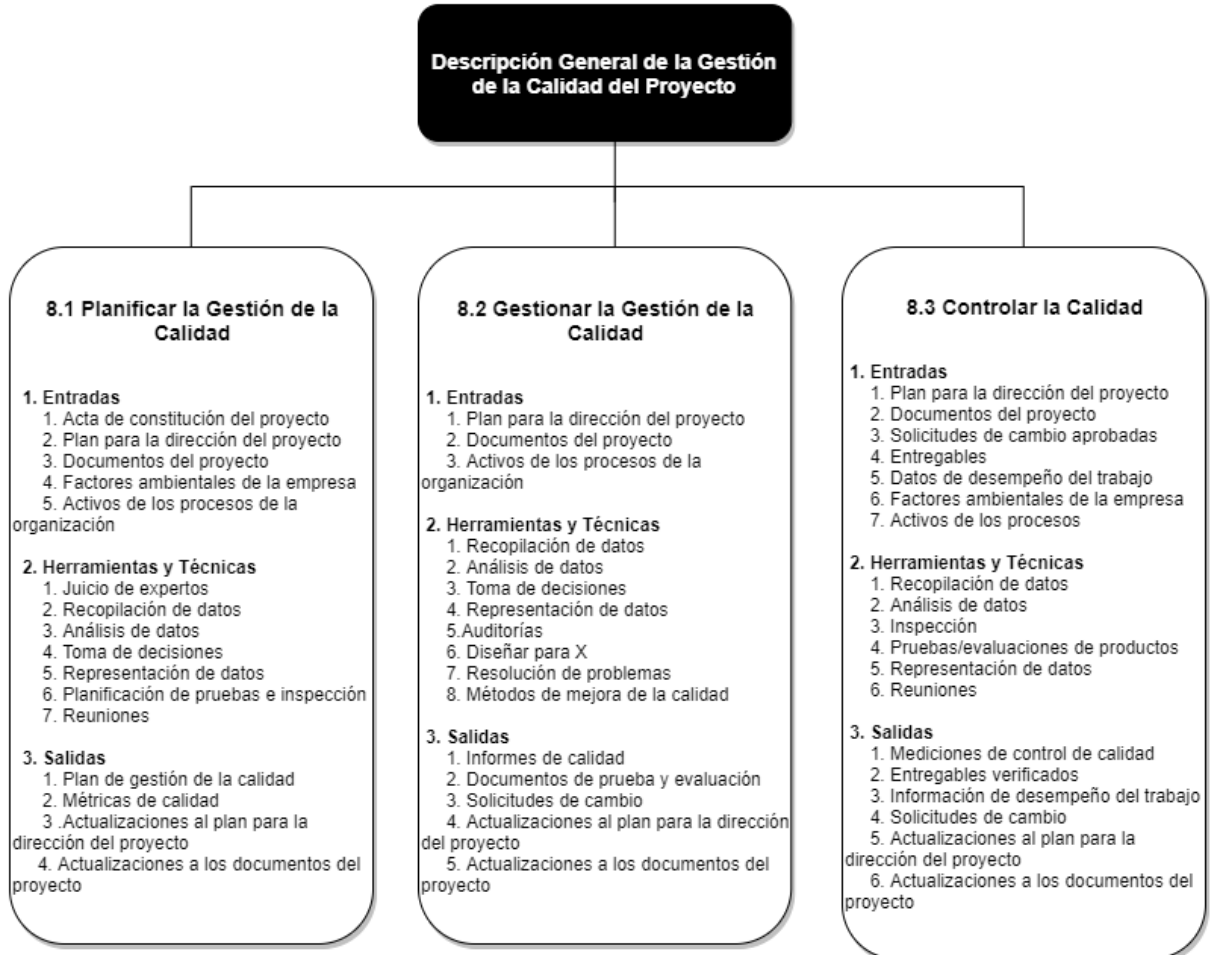 Descripción General de la Gestión
de la Calidad del Proyecto
8.1 Planificar la Gestión de la
Calidad
1. Entradas
1. Acta de constitución del proyecto
2. Plan para la dirección del proyecto
3. Documentos del proyecto
4. Factores ambientales de la empresa
5. Activos de los procesos de la
organización
2. Herramientas y Técnicas
1. Juicio de expertos
2. Recopilación de datos
3. Análisis de datos
4. Toma de decisiones
5. Representación de datos
6. Planificación de pruebas e inspección
7. Reuniones
3. Salidas
1. Plan de gestión de la calidad
2. Métricas de calidad
3 .Actualizaciones al plan para la
dirección del proyecto
4. Actualizaciones a los documentos del
proyecto
8.2 Gestionar la Gestión de la
Calidad
1. Entradas
1. Plan para la dirección del proyecto
2. Documentos del proyecto
3. Activos de los procesos de la
organización
2. Herramientas y Técnicas
1. Recopilación de datos
2. Análisis de datos
3. Toma de decisiones
4. Representación de datos
5.Auditorías
6. Diseñar para X
7. Resolución de problemas
8. Métodos de mejora de la calidad
3. Salidas
1. Informes de calidad
2. Documentos de prueba y evaluación
3. Solicitudes de cambio
4. Actualizaciones al plan para la dirección
del proyecto
5. Actualizaciones a los documentos del
proyecto
8.3 Controlar la Calidad
1. Entradas
1. Plan para la dirección del proyecto
2. Documentos del proyecto
3. Solicitudes de cambio aprobadas
4. Entregables
5. Datos de desempeño del trabajo
6. Factores ambientales de la empresa
7. Activos de los procesos
2. Herramientas y Técnicas
1. Recopilación de datos
2. Análisis de datos
3. Inspección
4. Pruebas/evaluaciones de productos
5. Representación de datos
6. Reuniones
3. Salidas
1. Mediciones de control de calidad
2. Entregables verificados
3. Información de desempeño del trabajo
4. Solicitudes de cambio
5. Actualizaciones al plan para la
dirección del proyecto
6. Actualizaciones a los documentos del
proyecto